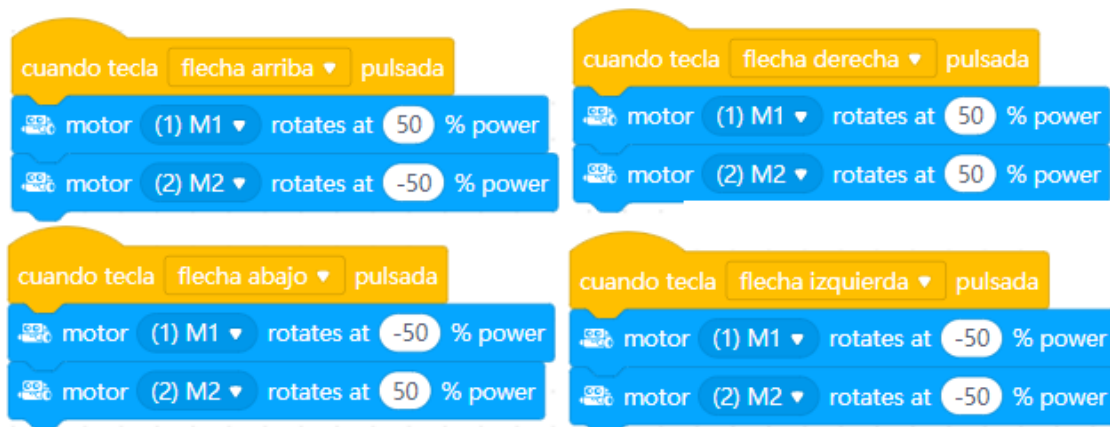 cuando tecla flecha arriba pulsada
motor (1) M1 rotates at 50 % power
motor (2) M2 rotates at -50 % power
cuando tecla flecha derecha pulsada
motor (1) M1 rotates at 50 % power
motor (2) M2 rotates at 50 % power
cuando tecla flecha abajo pulsada
motor (1) M1 rotates at -50 % power
motor (2) M2 rotates at 50 % power
cuando tecla flecha izquierda pulsada
motor (1) M1 rotates at -50 % power
motor (2) M2 rotates at -50 % power